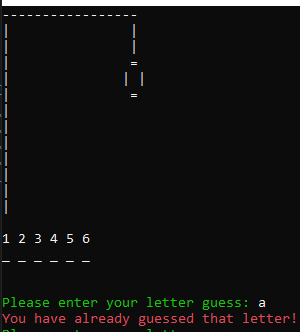 1 2 3 4 5 6
_ _ _ _ _ _
Please enter your letter guess: a
You have already guessed that letter!